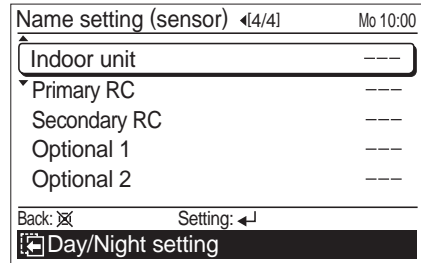 Name setting (sensor) ◂[4/4] Mo 10:00
Indoor unit −−−
Primary RC −−−
Secondary RC −−−
Optional 1 −−−
Optional 2 −−−
Back: Setting:
Day/Night setting